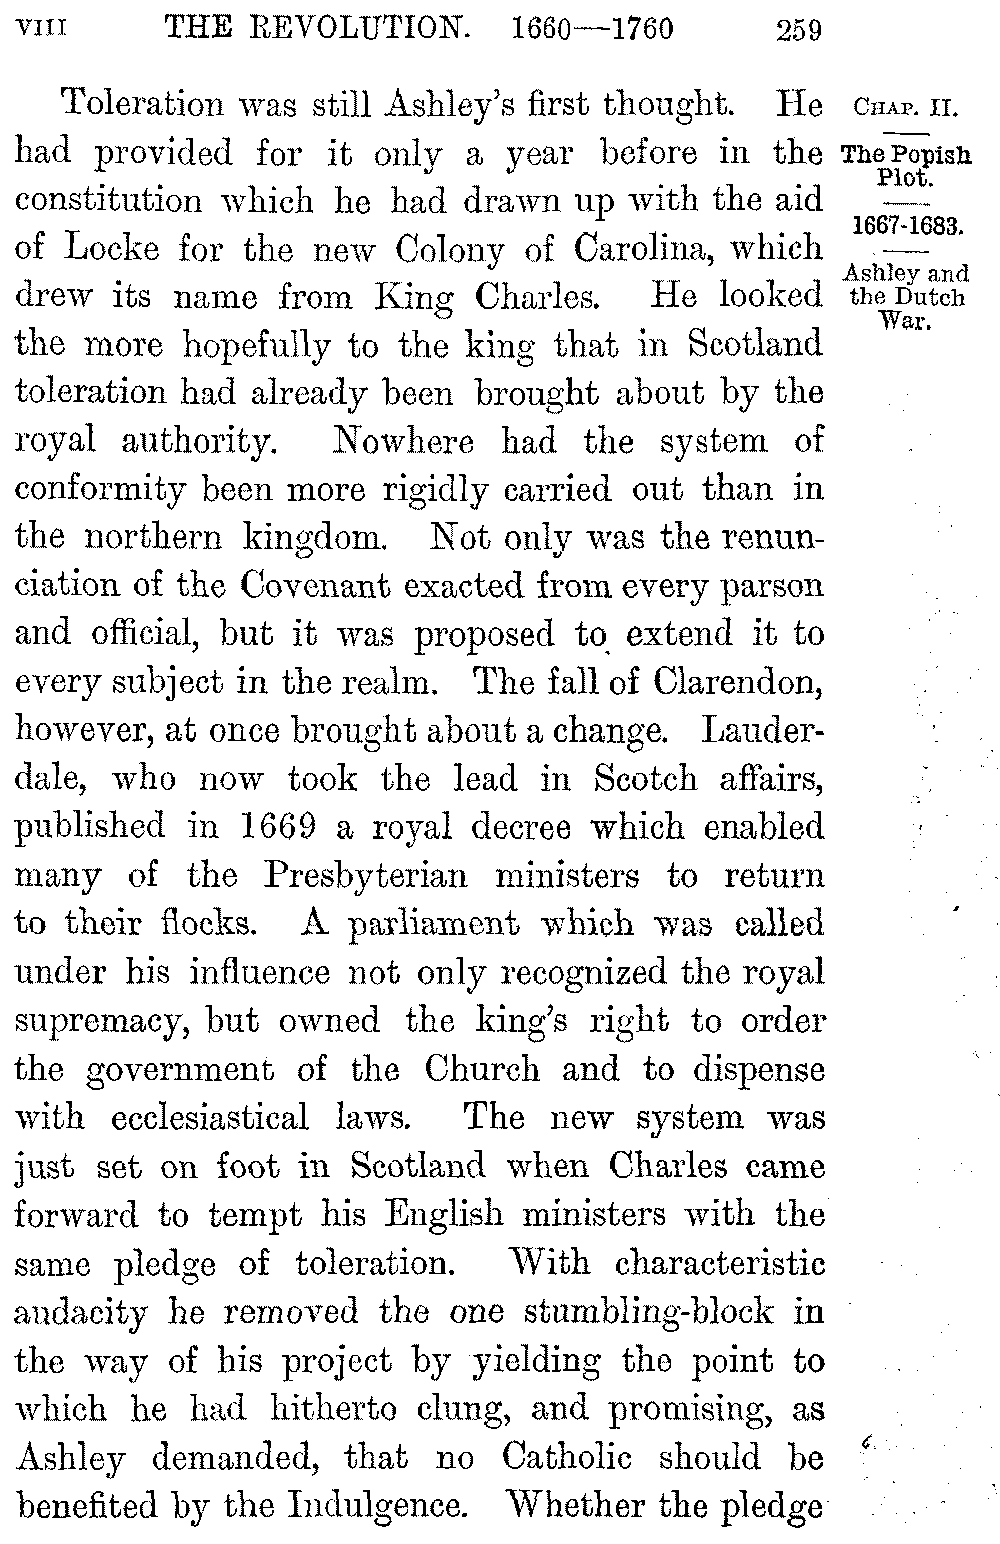 VIII THE REVOLUTION. 1660—1760 259
Toleration was still Ashley's first thought. He
had provided for it only a year before in the
constitution which he had drawn up with the aid
of Locke for the new Colony of Carolina, which
drew its name from King Charles. He looked
the more hopefully to the king that in Scotland
toleration had already been brought about by the
royal authority. Nowhere had the system of
conformity been more rigidly carried out than in
the northern kingdom. Not only was the renun-
ciation of the Covenant exacted from every parson
and official, but it was proposed to extend it to
every subject in the realm. The fall of Clarendon,
however, at once brought about a change. Lauder-
dale, who now took the lead in Scotch affairs,
published in 1669 a royal decree which enabled
many of the Presbyterian ministers to return
to their flocks. A parliament which was called
under his influence not only recognized the royal
supremacy, but owned the king's right to order
the government of the Church and to dispense
with ecclesiastical laws. The new system was
just set on foot in Scotland when Charles came
forward to tempt his English ministers with the
same pledge of toleration. With characteristic
audacity he removed the one stumbling-block in
the way of his project by yielding the point to
which he had hitherto clung, and promising, as
Ashley demanded, that no Catholic should be
benefited by the Indulgence. Whether the pledge
CHAP. II.
The Popish
Plot.
1667-1683.
Ashley and
the Dutch
War.